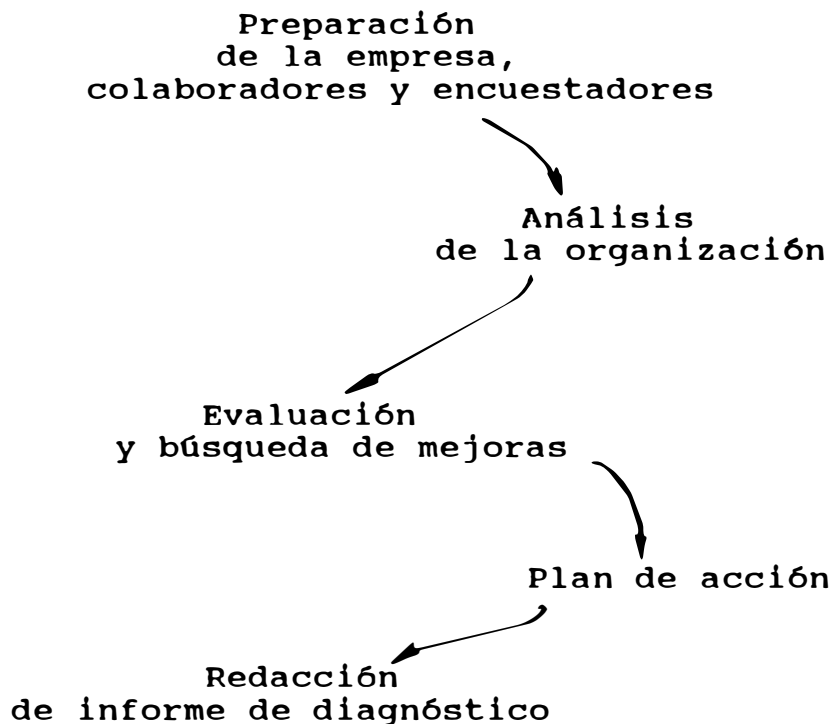 Preparación
de la empresa,
colaboradores y encuestadores
Análisis
de la organización
Evaluación
y búsqueda de mejoras
Plan de acción
Redacción
de informe de diagnóstico